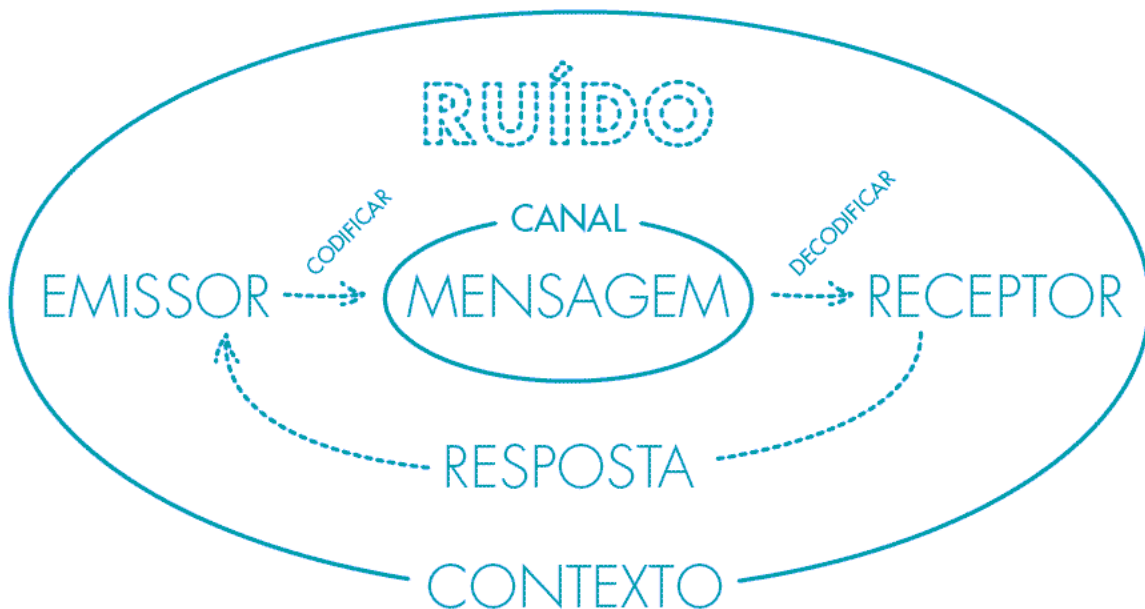 RUÍDO
CANAL
CODIFICAR
DECODIFICAR
EMISSOR
MENSAGEM
RECEPTOR
RESPOSTA
CONTEXTO